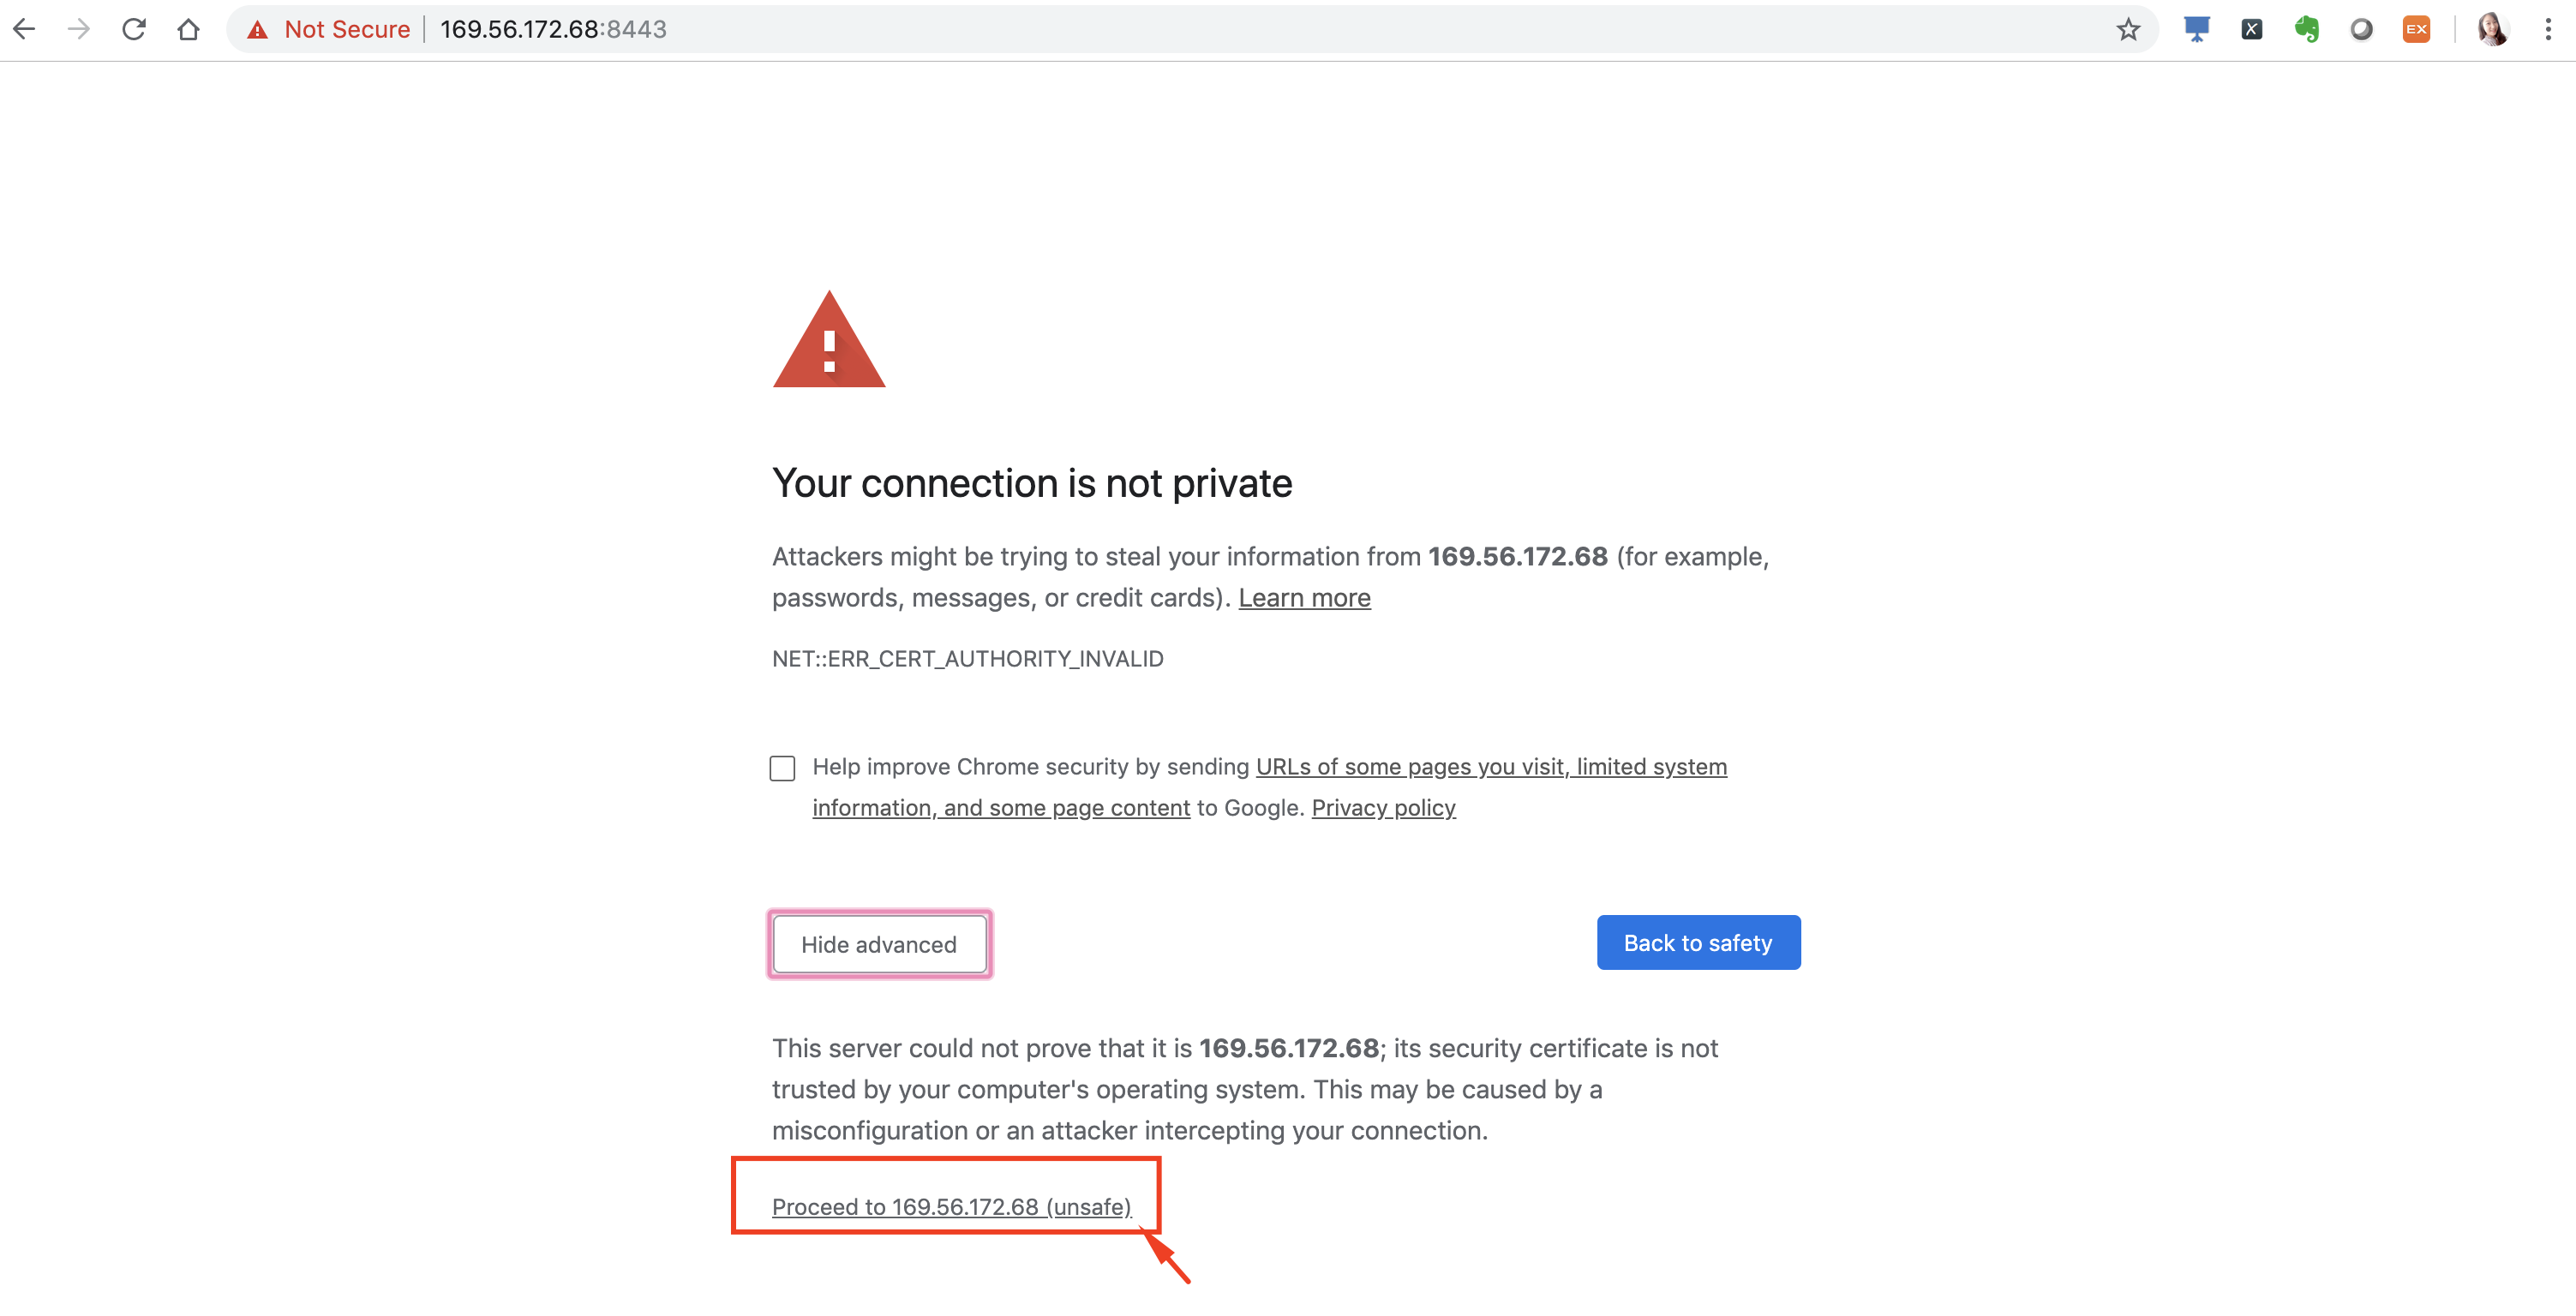 Not Secure | 169.56.172.68:8443
X
EX
Your connection is not private
Attackers might be trying to steal your information from 169.56.172.68 (for example,
passwords, messages, or credit cards). Learn more
NET::ERR_CERT_AUTHORITY_INVALID
Help improve Chrome security by sending URLs of some pages you visit, limited system
information, and some page content to Google. Privacy policy
Hide advanced
Back to safety
This server could not prove that it is 169.56.172.68; its security certificate is not
trusted by your computer's operating system. This may be caused by a
misconfiguration or an attacker intercepting your connection.
Proceed to 169.56.172.68 (unsafe)